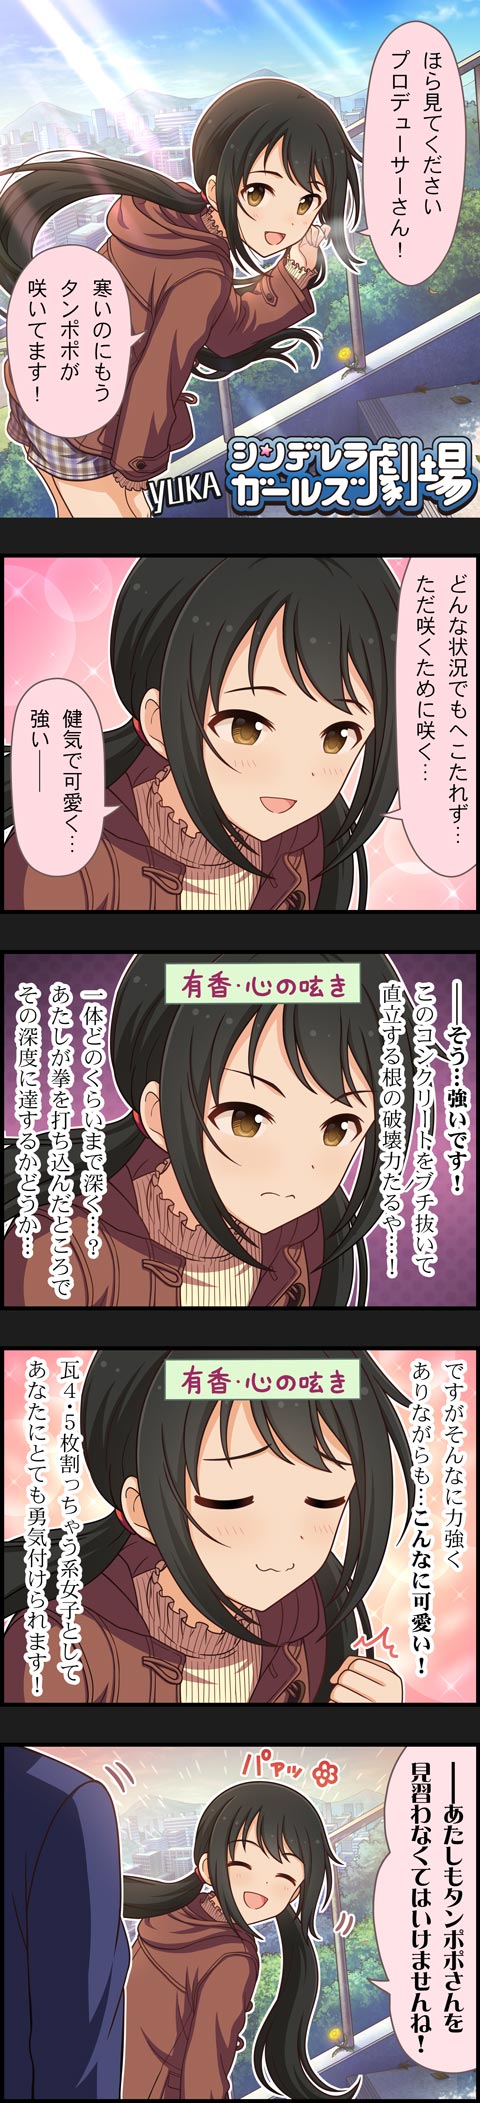 ほら見てください
プロデューサーさん！
寒いのにもう
タンポポが
咲いてます！
YUKA
シンデレラ
ガールズ劇場
どんな状況でもへこたれず…
ただ咲くために咲く…
健気で可愛く…
強い――
有香・心の呟き
――そう…強いです！
このコンクリートをブチ抜いて
直立する根の破壊力たるや…！
一体どのくらいまで深く…？
あたしが拳を打ち込んだところで
その深度に達するかどうか…
有香・心の呟き
ですがそんなに力強く
ありながらも…こんなに可愛い！
瓦4・5枚割っちゃう系女子として
あなたにとても勇気付けられます！
パァッ
――あたしもタンポポさんを
見習わなくてはいけませんね！